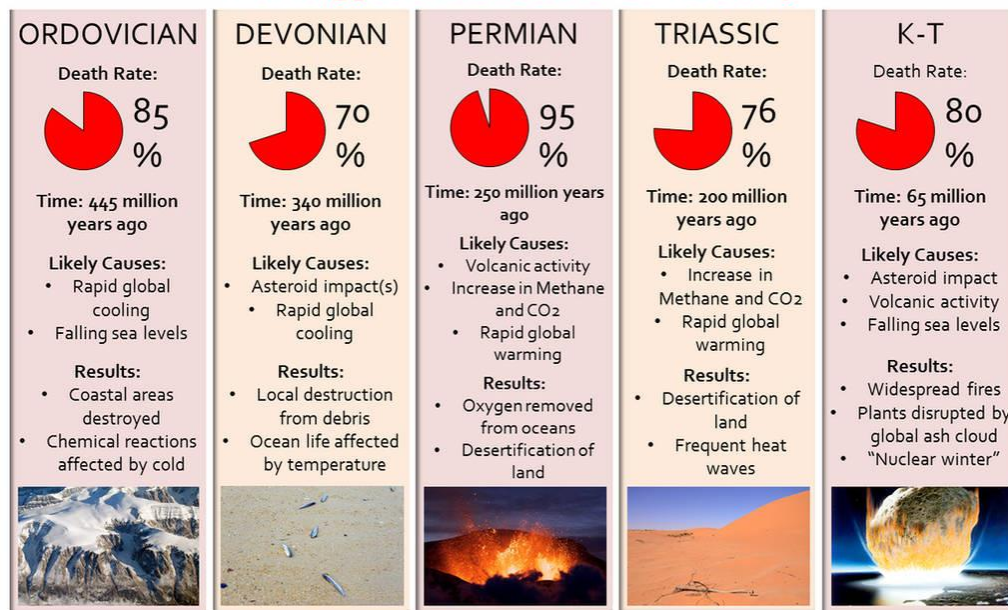 ORDOVICIAN
Death Rate:
85
%
Time: 445 million
years ago
Likely Causes:
• Rapid global
cooling
• Falling sea levels
Results:
• Coastal areas
destroyed
• Chemical reactions
affected by cold
DEVONIAN
Death Rate:
70
%
Time: 340 million
years ago
Likely Causes:
• Asteroid impact(s)
• Rapid global
cooling
Results:
• Local destruction
from debris
• Ocean life affected
by temperature
PERMIAN
Death Rate:
95
%
Time: 250 million years
ago
Likely Causes:
• Volcanic activity
• Increase in Methane
and CO2
• Rapid global
warming
Results:
• Oxygen removed
from oceans
• Desertification of
land
TRIASSIC
Death Rate:
76
%
Time: 200 million
years ago
Likely Causes:
• Increase in
Methane and CO2
• Rapid global
warming
Results:
• Desertification of
land
• Frequent heat
waves
K-T
Death Rate:
80
%
Time: 65 million
years ago
Likely Causes:
• Asteroid impact
• Volcanic activity
• Falling sea levels
Results:
• Widespread fires
• Plants disrupted by
global ash cloud
• “Nuclear winter”